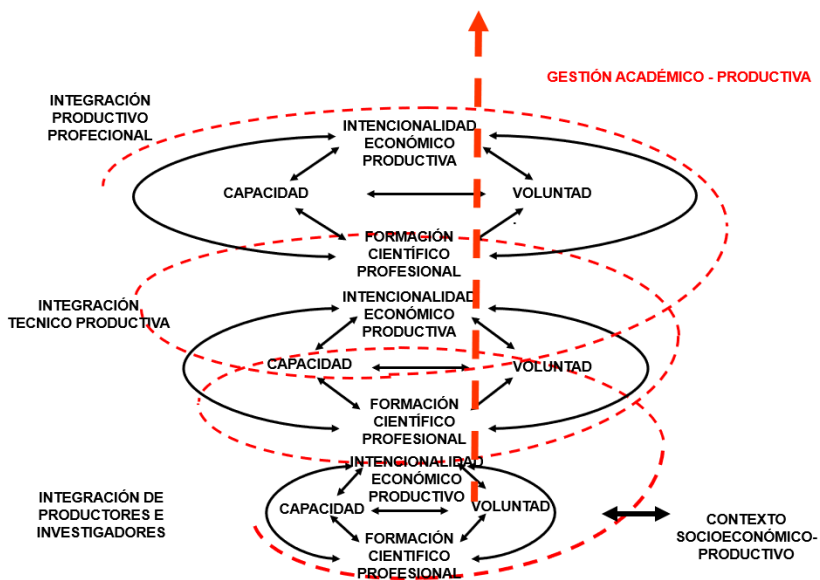 GESTIÓN ACADÉMICO - PRODUCTIVA
INTEGRACIÓN
PRODUCTIVO
PROFECIONAL
INTENCIONALIDAD
ECONÓMICO
PRODUCTIVA
CAPACIDAD
VOLUNTAD
FORMACIÓN
CIENTÍFICO
PROFESIONAL
INTEGRACIÓN
TECNICO PRODUCTIVA
INTENCIONALIDAD
ECONÓMICO
PRODUCTIVA
CAPACIDAD
VOLUNTAD
FORMACIÓN
CIENTÍFICO
PROFESIONAL
INTEGRACIÓN DE
PRODUCTORES E
INVESTIGADORES
INTENCIONALIDAD
ECONÓMICO
PRODUCTIVO
CAPACIDAD
VOLUNTAD
FORMACIÓN
CIENTIFICO
PROFESIONAL
CONTEXTO
SOCIOECONÓMICO-
PRODUCTIVO